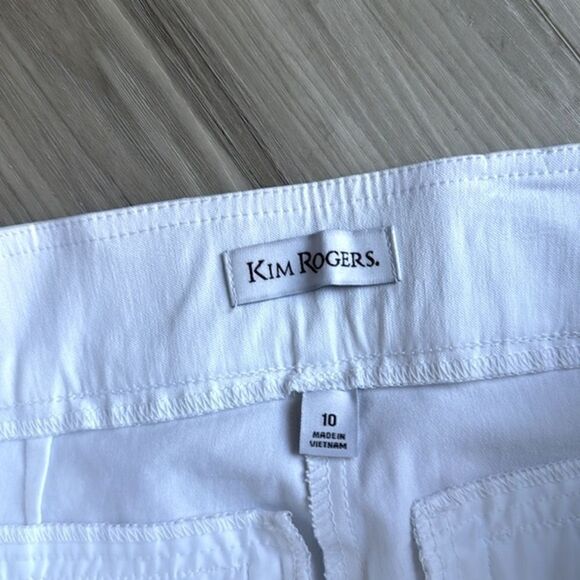 KIM ROGERS.
10
MADE IN
VIETNAM